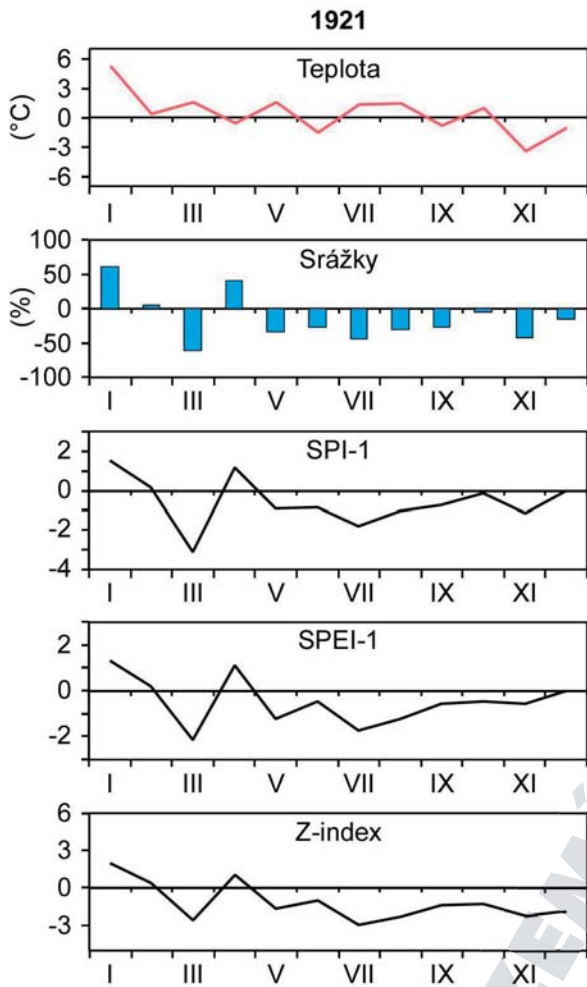 1921
Teplota
(°C)
6
3
0
-3
-6
I III V VII IX XI
Srážky
(%)
100
50
0
-50
-100
I III V VII IX XI
SPI-1
2
0
-2
-4
I III V VII IX XI
SPEI-1
2
0
-2
I III V VII IX XI
Z-index
6
3
0
-3
I III V VII IX XI